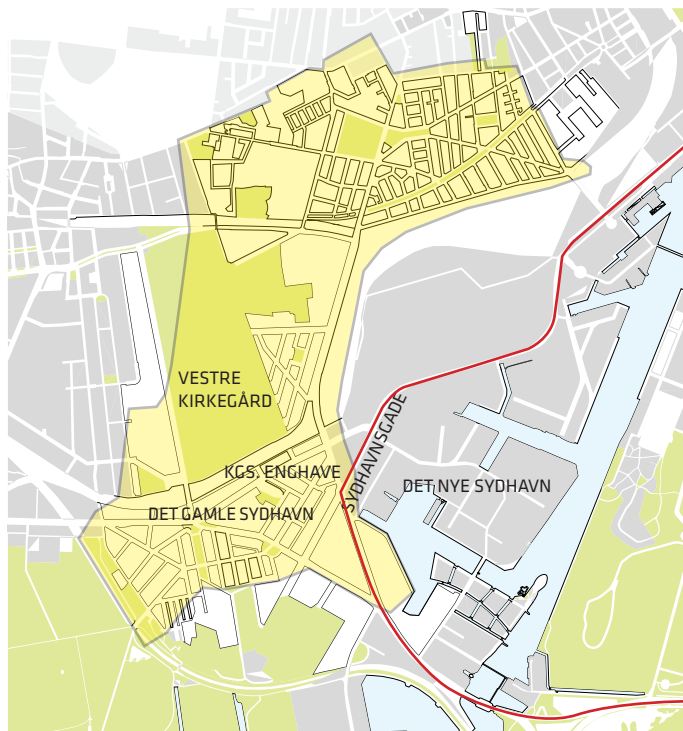 VESTRE
KIRKEGÅRD
KGS. ENGHAVE
SYDHAVNSGADE
DET NYE SYDHAVN
DET GAMLE SYDHAVN